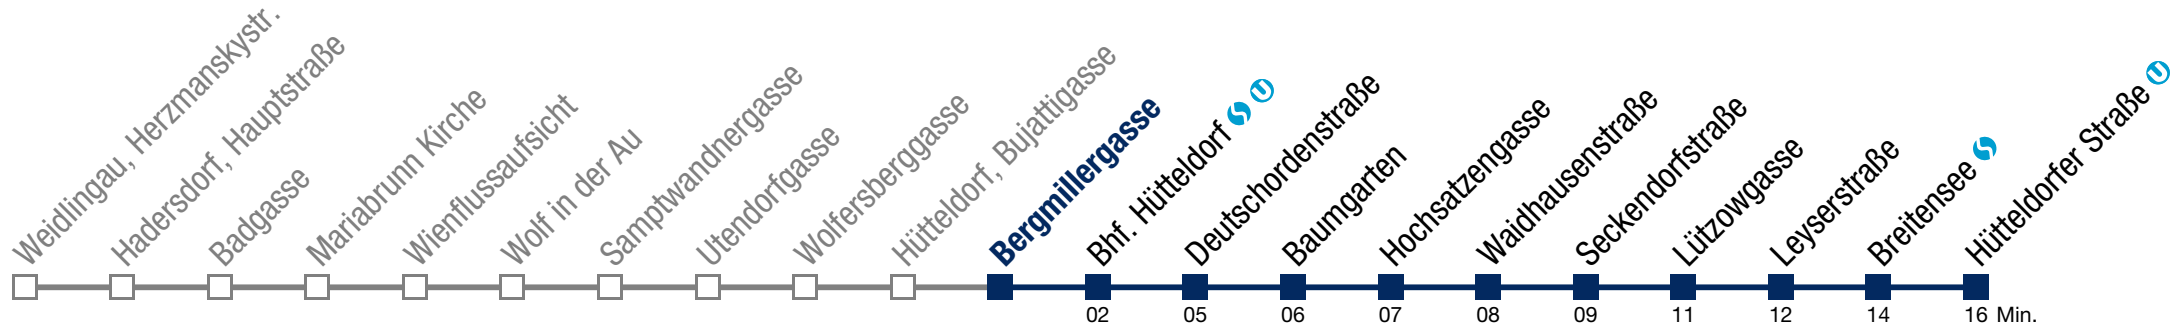 Weidlingau, Herzmanskystr.
Hadersdorf, Hauptstraße
Badgasse
Mariabrunn Kirche
Wienflussaufsicht
Wolf in der Au
Samptwandnergasse
Utendorfgasse
Wolfersberggasse
Hütteldorf, Bujattigasse
Bergmillergasse
Bhf. Hütteldorf S U
Deutschordenstraße
Baumgarten
Hochsatzengasse
Waidhausenstraße
Seckendorfstraße
Lützowgasse
Leyserstraße
Breitensee S
Hütteldorfer Straße U
02 05 06 07 08 09 11 12 14 16 Min.